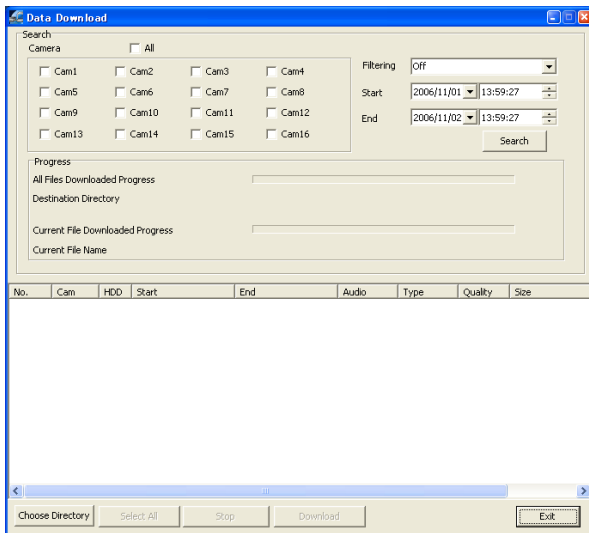 Data Download
Search
Camera All
Cam1 Cam2 Cam3 Cam4
Cam5 Cam6 Cam7 Cam8
Cam9 Cam10 Cam11 Cam12
Cam13 Cam14 Cam15 Cam16
Filtering Off
Start 2006/11/01 13:59:27
End 2006/11/02 13:59:27
Search
Progress
All Files Downloaded Progress
Destination Directory
Current File Downloaded Progress
Current File Name
No. Cam HDD Start End Audio Type Quality Size
Choose Directory Select All Stop Download Exit